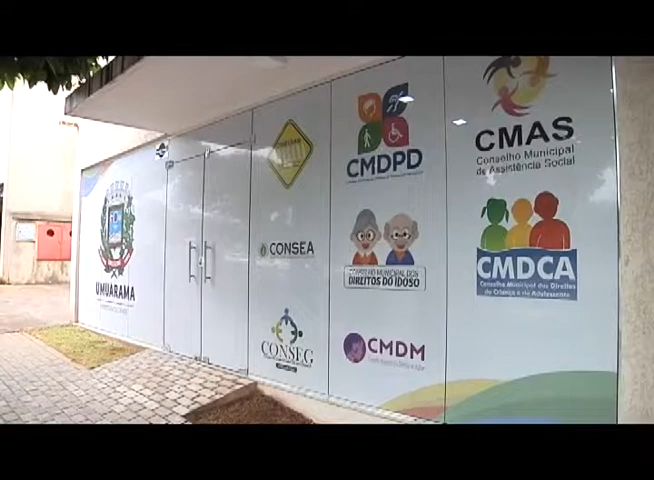 UMUARAMA
CONSEA
CONSEG
CMDPD
CONSELHO MUNICIPAL DOS
DIREITOS DO IDOSO
CMDM
CMAS
Conselho Municipal
de Assistência Social
CMDCA
Conselho Municipal dos Direitos
da Criança e do Adolescente